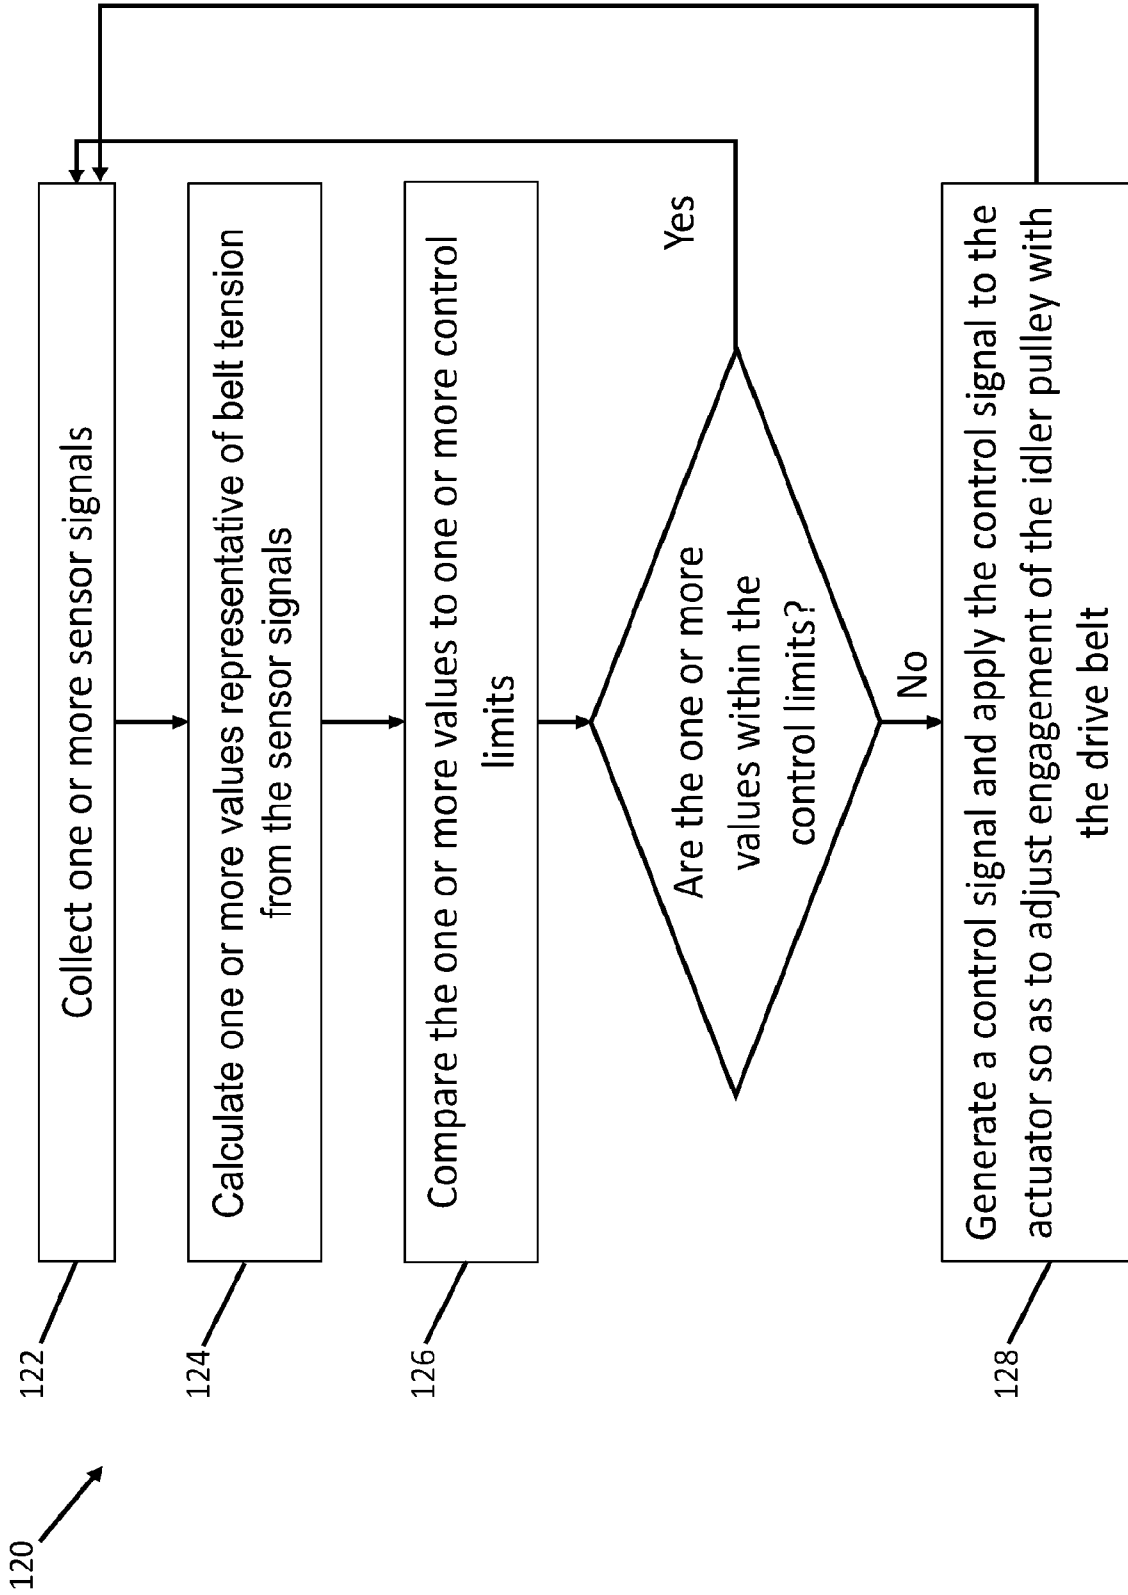 120
122
Collect one or more sensor signals
124
Calculate one or more values representative of belt tension
from the sensor signals
126
Compare the one or more values to one or more control
limits
Are the one or more
values within the
control limits?
Yes
No
128
Generate a control signal and apply the control signal to the
actuator so as to adjust engagement of the idler pulley with
the drive belt